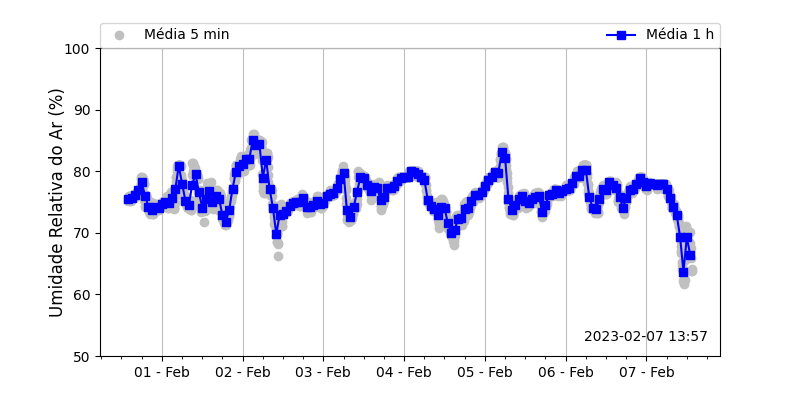 Média 5 min
Média 1 h
Umidade Relativa do Ar (%)
100
90
80
70
60
50
2023-02-07 13:57
01 - Feb
02 - Feb
03 - Feb
04 - Feb
05 - Feb
06 - Feb
07 - Feb